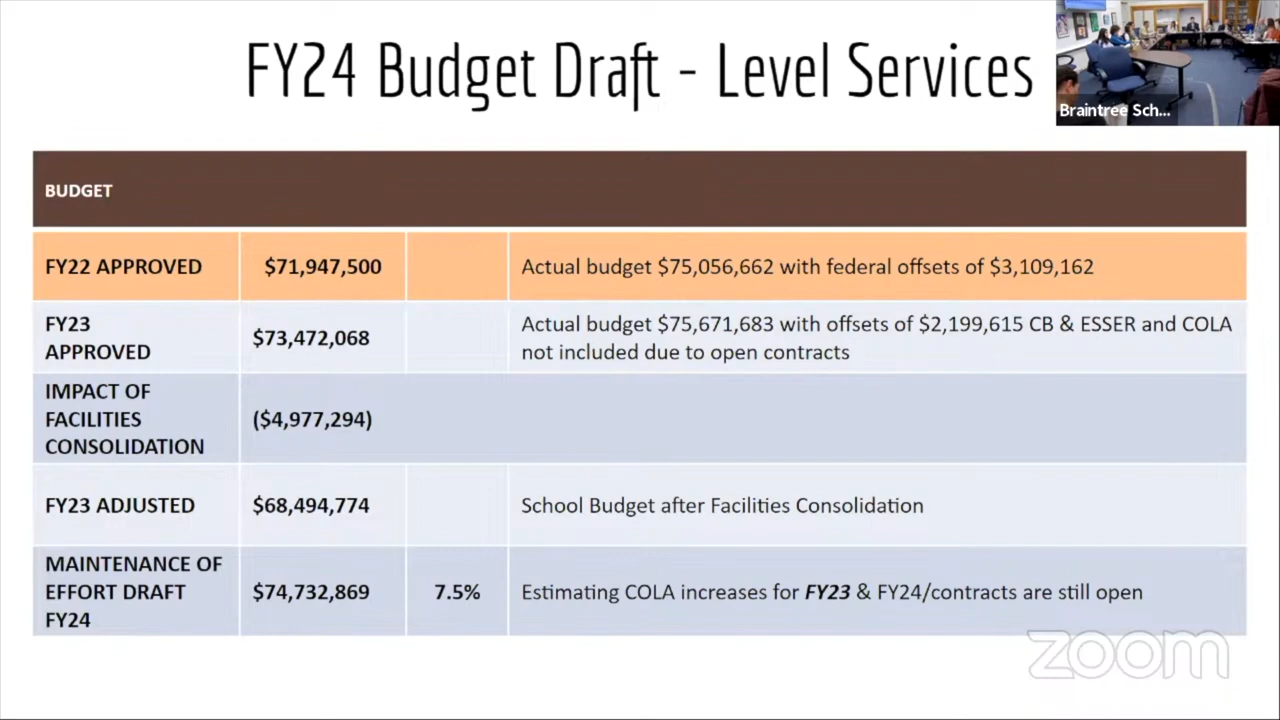 FY24 Budget Draft - Level Services
Braintree Sch...
BUDGET
FY22 APPROVED
$71,947,500
Actual budget $75,056,662 with federal offsets of $3,109,162
FY23
APPROVED
$73,472,068
Actual budget $75,671,683 with offsets of $2,199,615 CB & ESSER and COLA
not included due to open contracts
IMPACT OF
FACILITIES
CONSOLIDATION
($4,977,294)
FY23 ADJUSTED
$68,494,774
School Budget after Facilities Consolidation
MAINTENANCE OF
EFFORT DRAFT
FY24
$74,732,869
7.5%
Estimating COLA increases for FY23 & FY24/contracts are still open
zoom